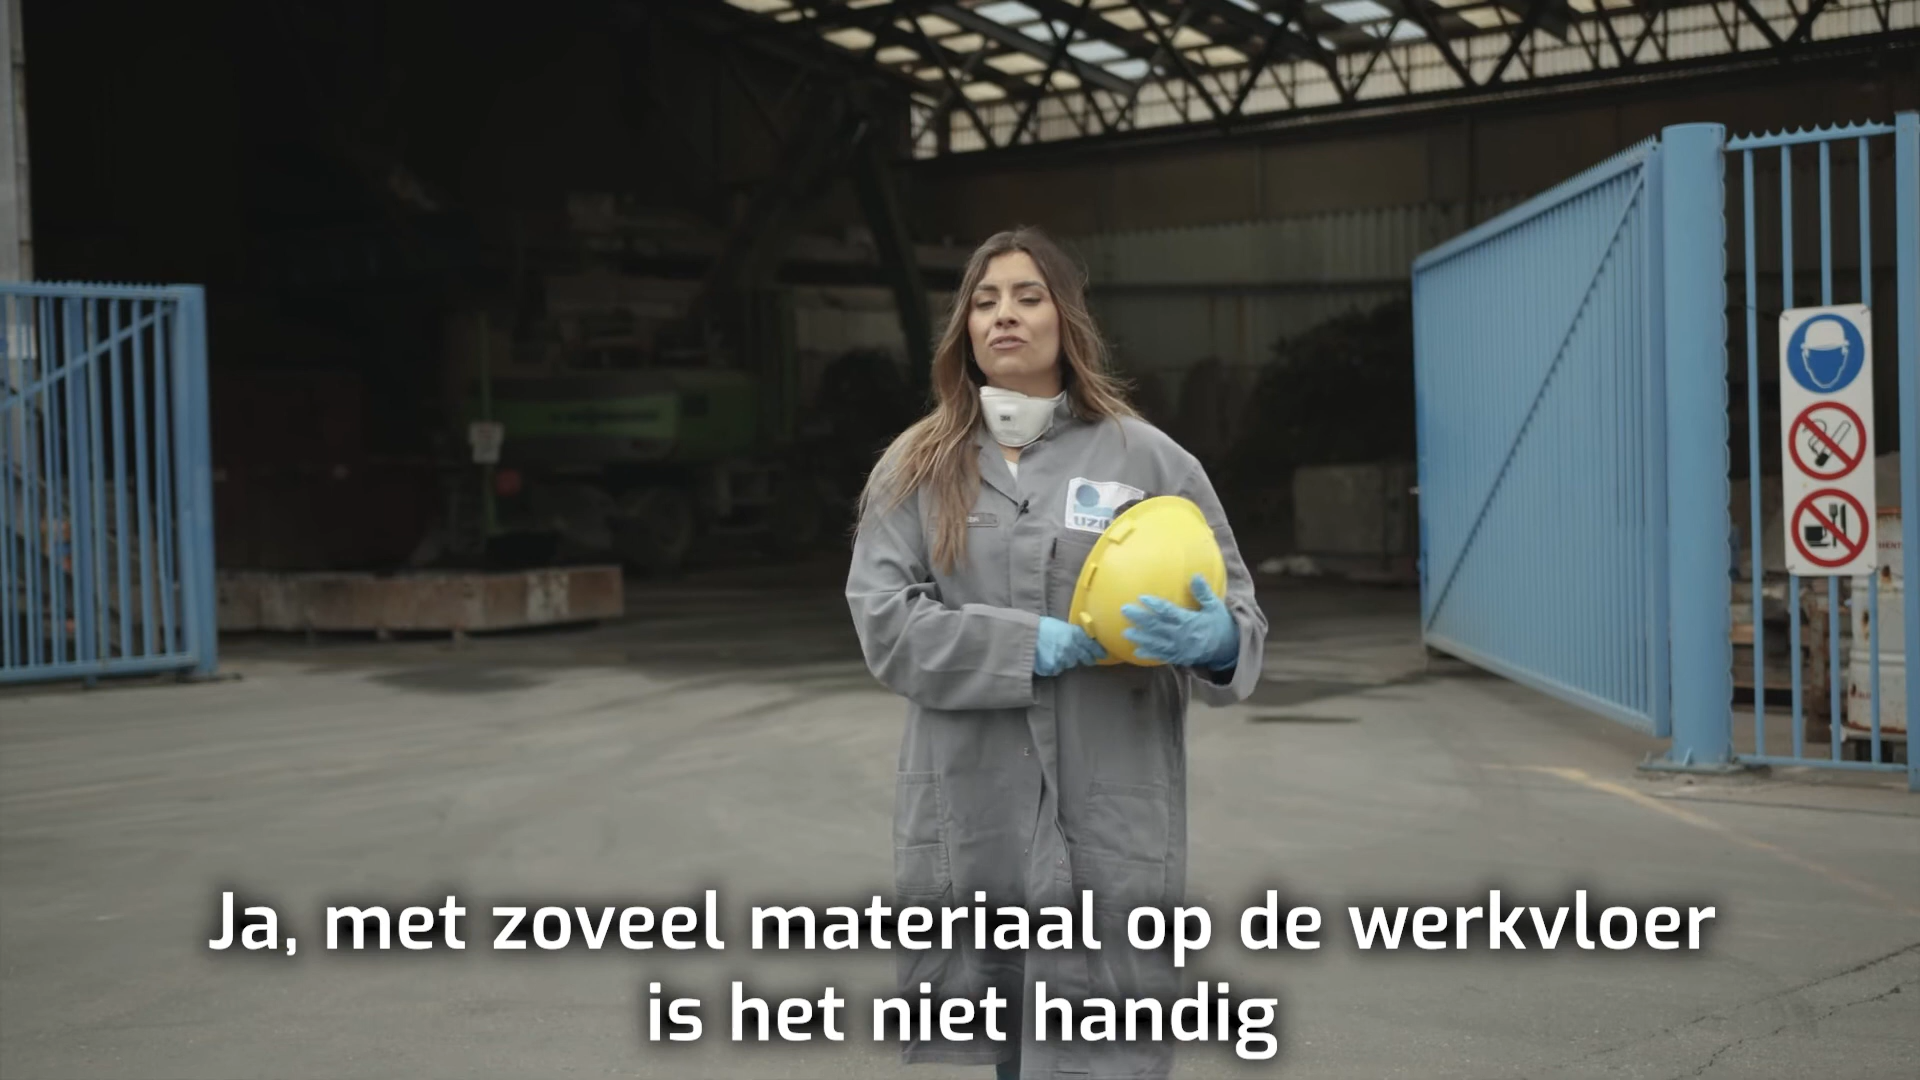 Ja, met zoveel materiaal op de werkvloer
is het niet handig